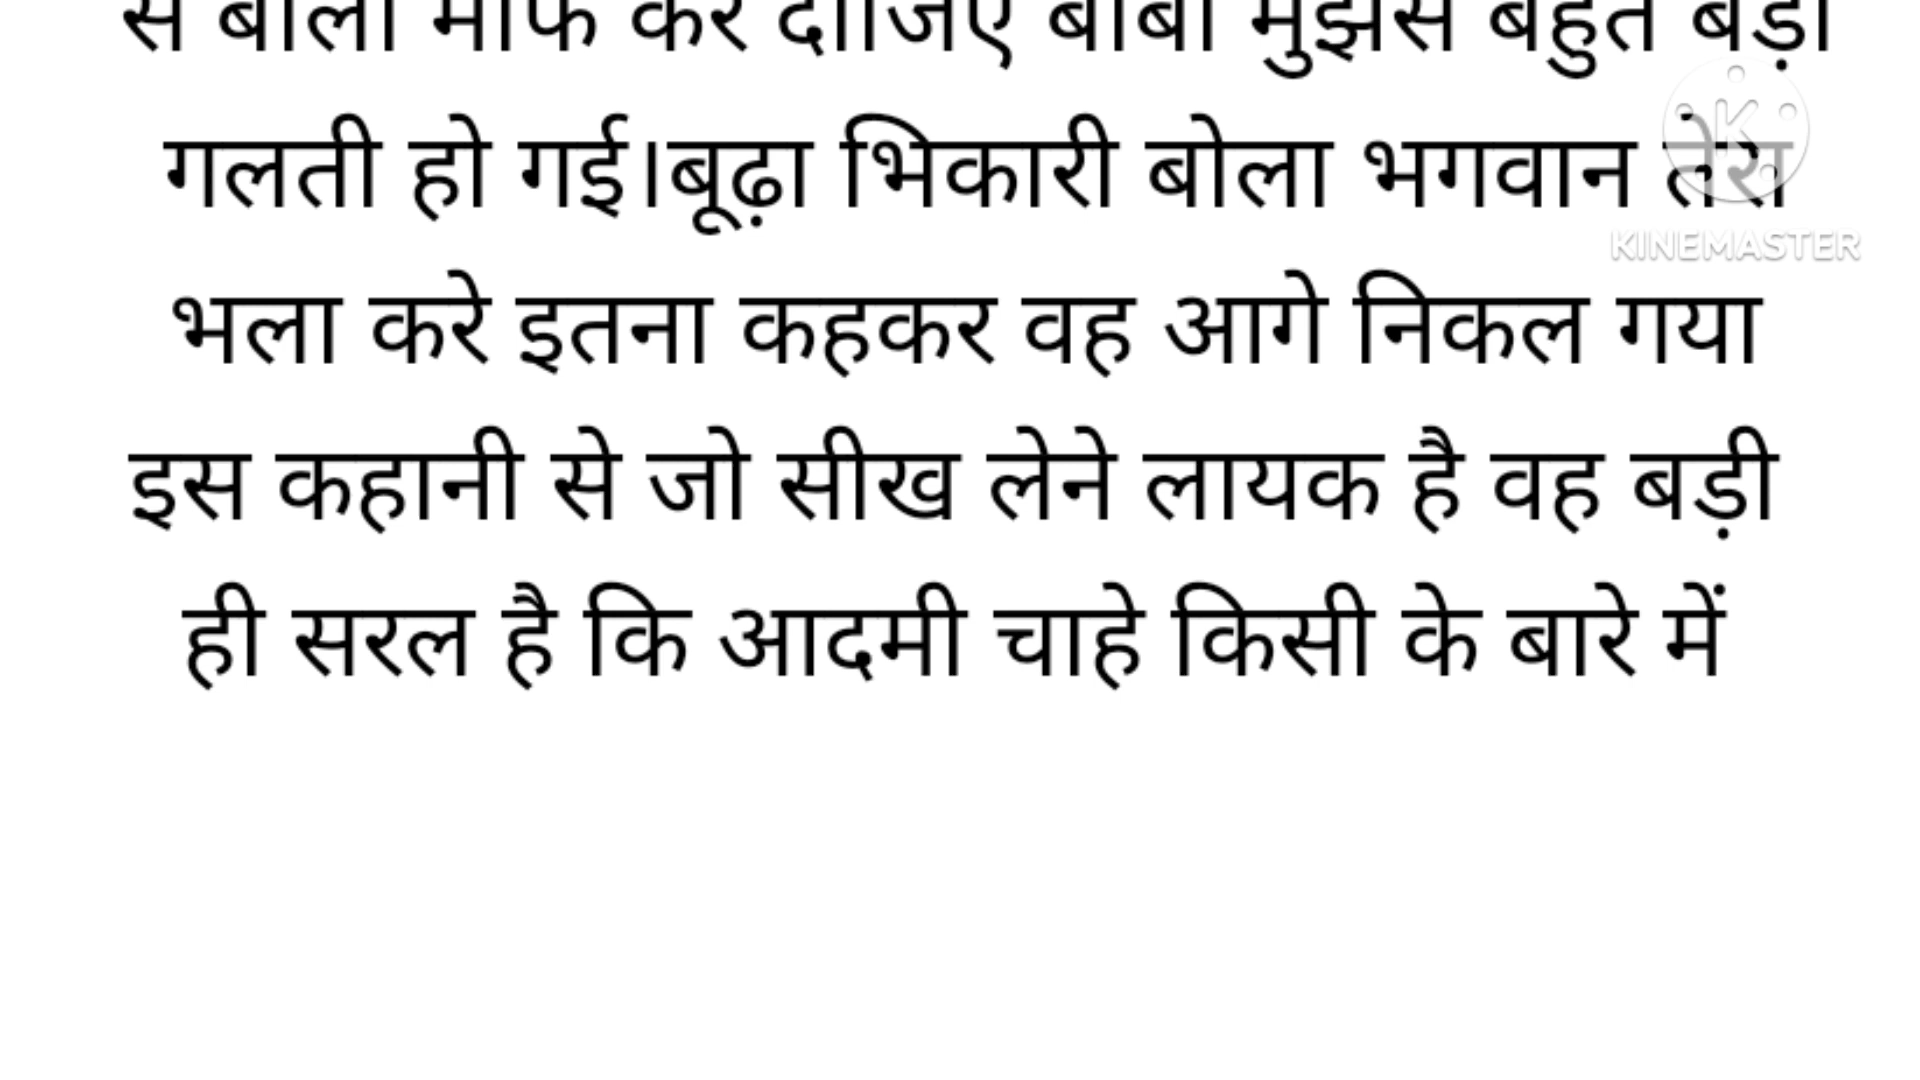 से बोला माफ कर दीजिए बाबा मुझसे बहुत बड़ी
गलती हो गई।बूढ़ा भिकारी बोला भगवान तेरा
KINEMASTER
भला करे इतना कहकर वह आगे निकल गया
इस कहानी से जो सीख लेने लायक है वह बड़ी
ही सरल है कि आदमी चाहे किसी के बारे में